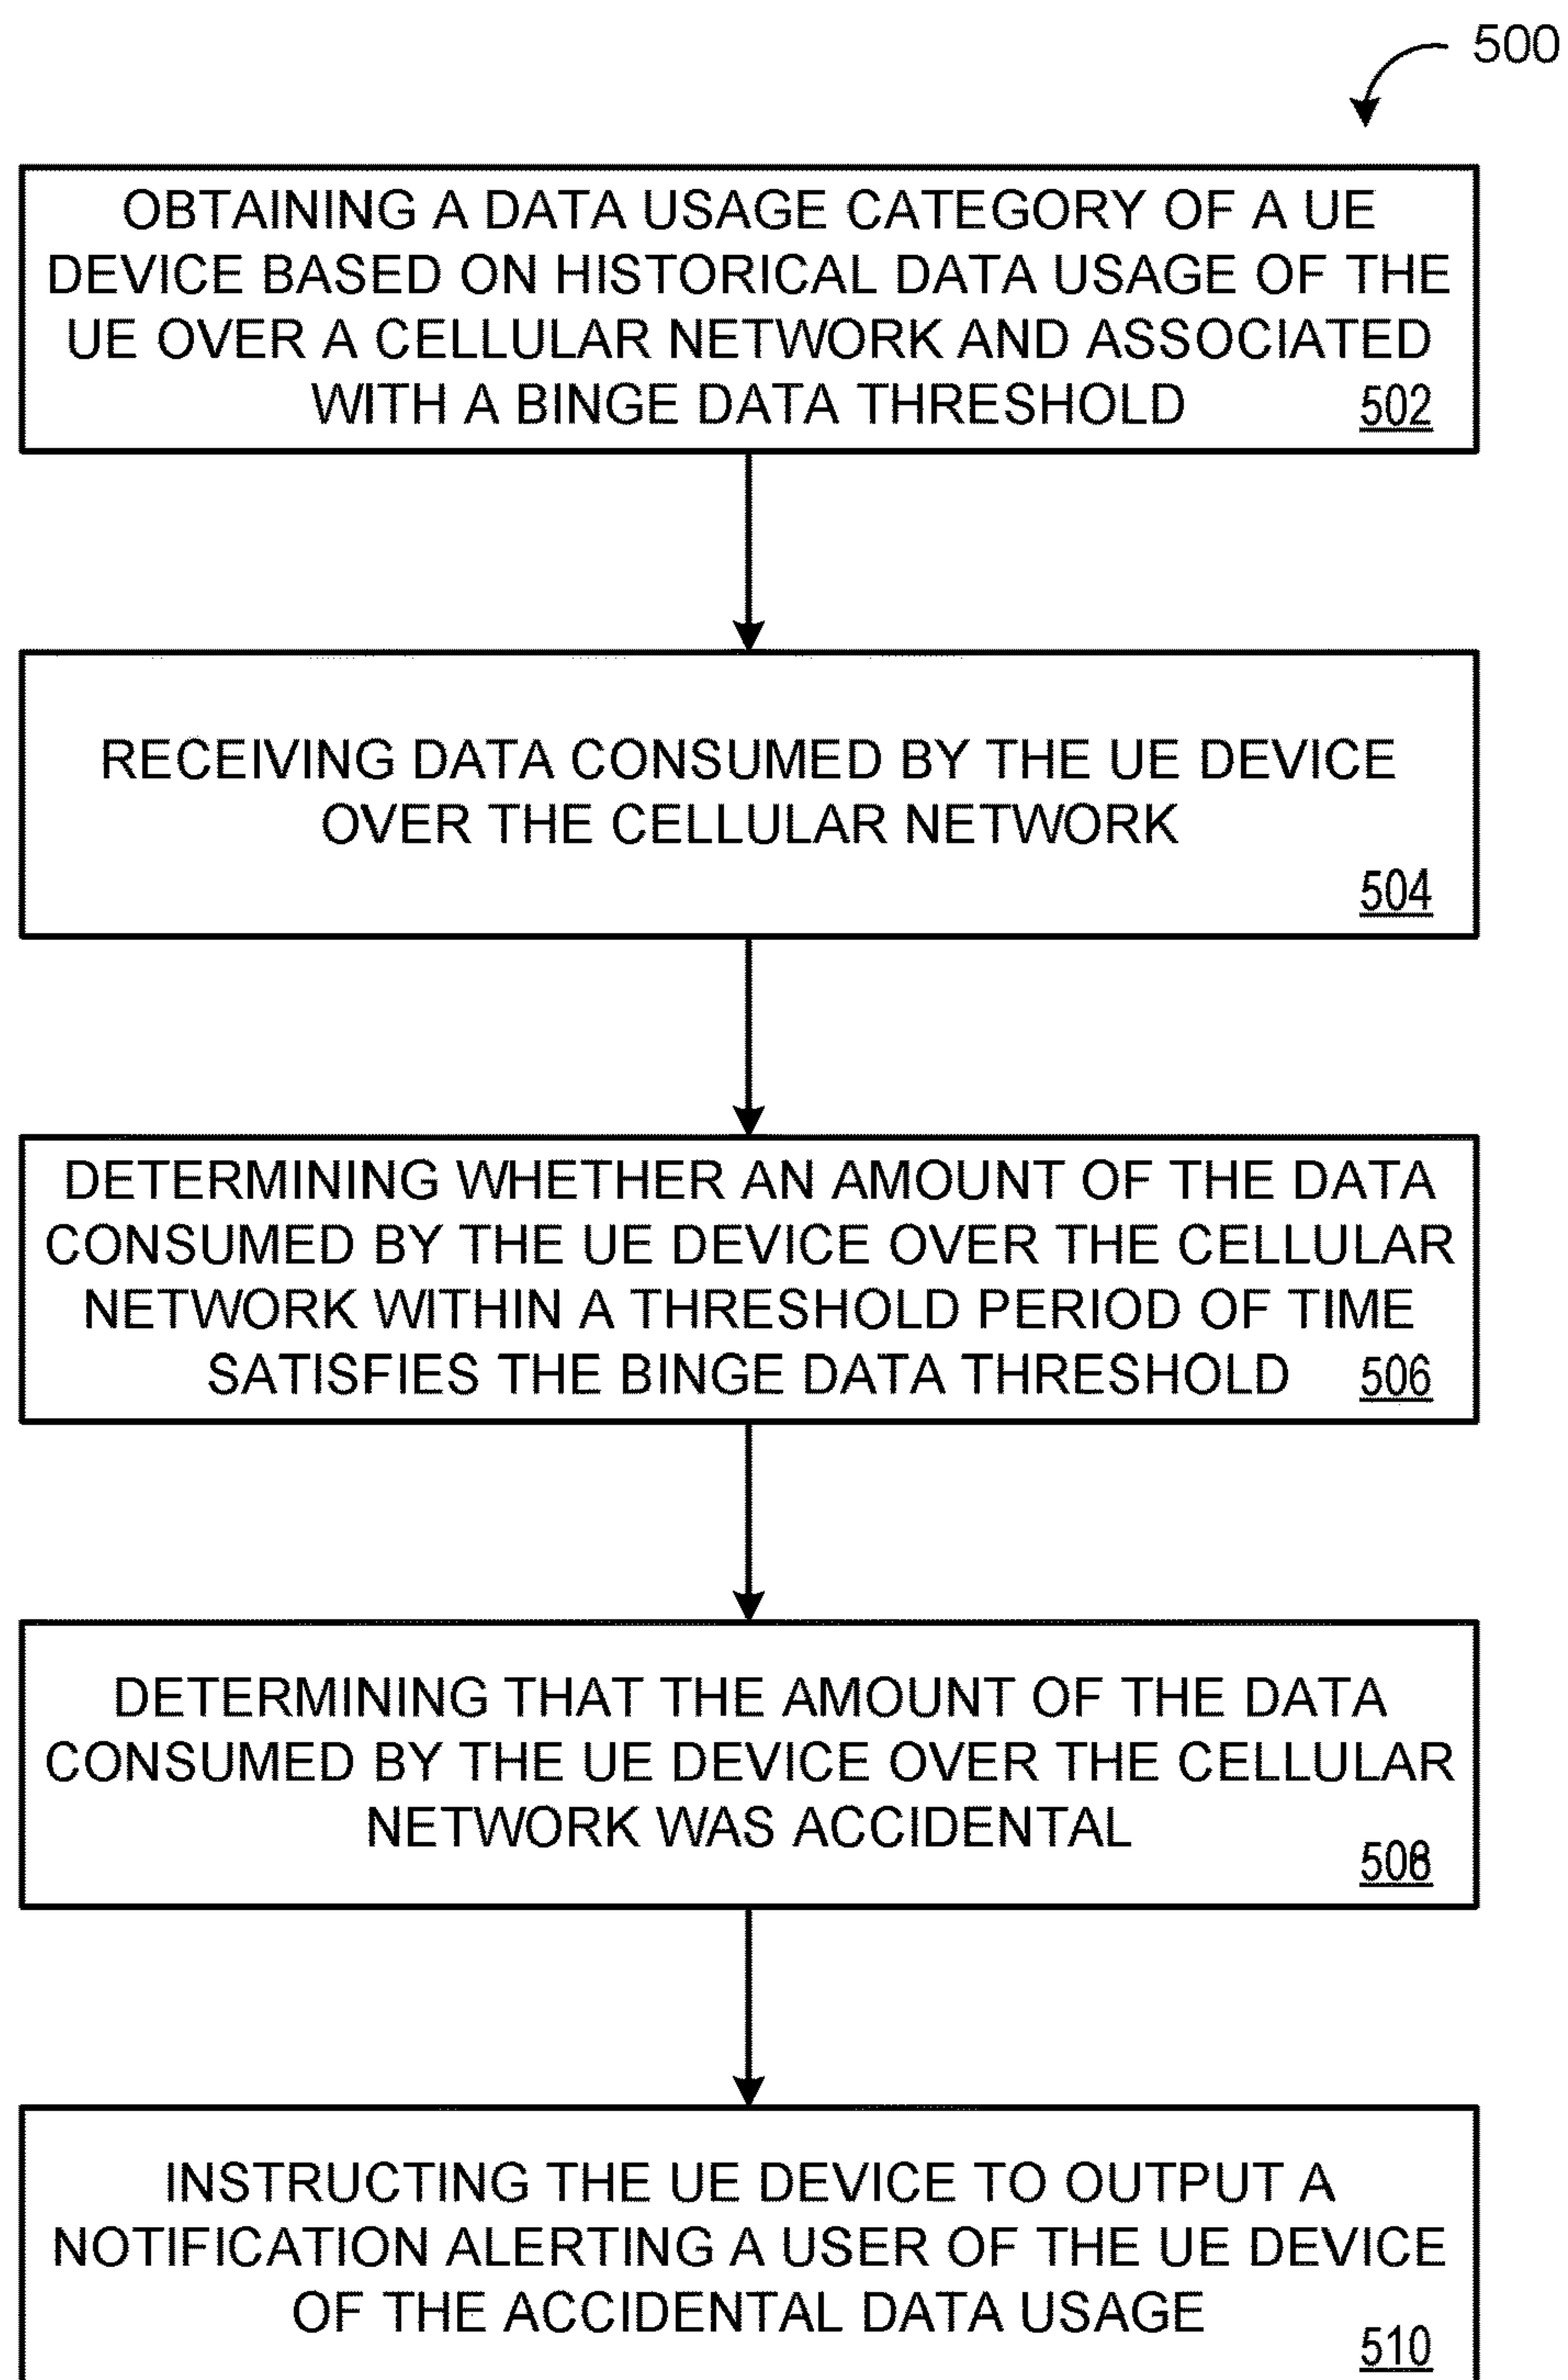 500
OBTAINING A DATA USAGE CATEGORY OF A UE
DEVICE BASED ON HISTORICAL DATA USAGE OF THE
UE OVER A CELLULAR NETWORK AND ASSOCIATED
WITH A BINGE DATA THRESHOLD 502
RECEIVING DATA CONSUMED BY THE UE DEVICE
OVER THE CELLULAR NETWORK
504
DETERMINING WHETHER AN AMOUNT OF THE DATA
CONSUMED BY THE UE DEVICE OVER THE CELLULAR
NETWORK WITHIN A THRESHOLD PERIOD OF TIME
SATISFIES THE BINGE DATA THRESHOLD 506
DETERMINING THAT THE AMOUNT OF THE DATA
CONSUMED BY THE UE DEVICE OVER THE CELLULAR
NETWORK WAS ACCIDENTAL
508
INSTRUCTING THE UE DEVICE TO OUTPUT A
NOTIFICATION ALERTING A USER OF THE UE DEVICE
OF THE ACCIDENTAL DATA USAGE
510